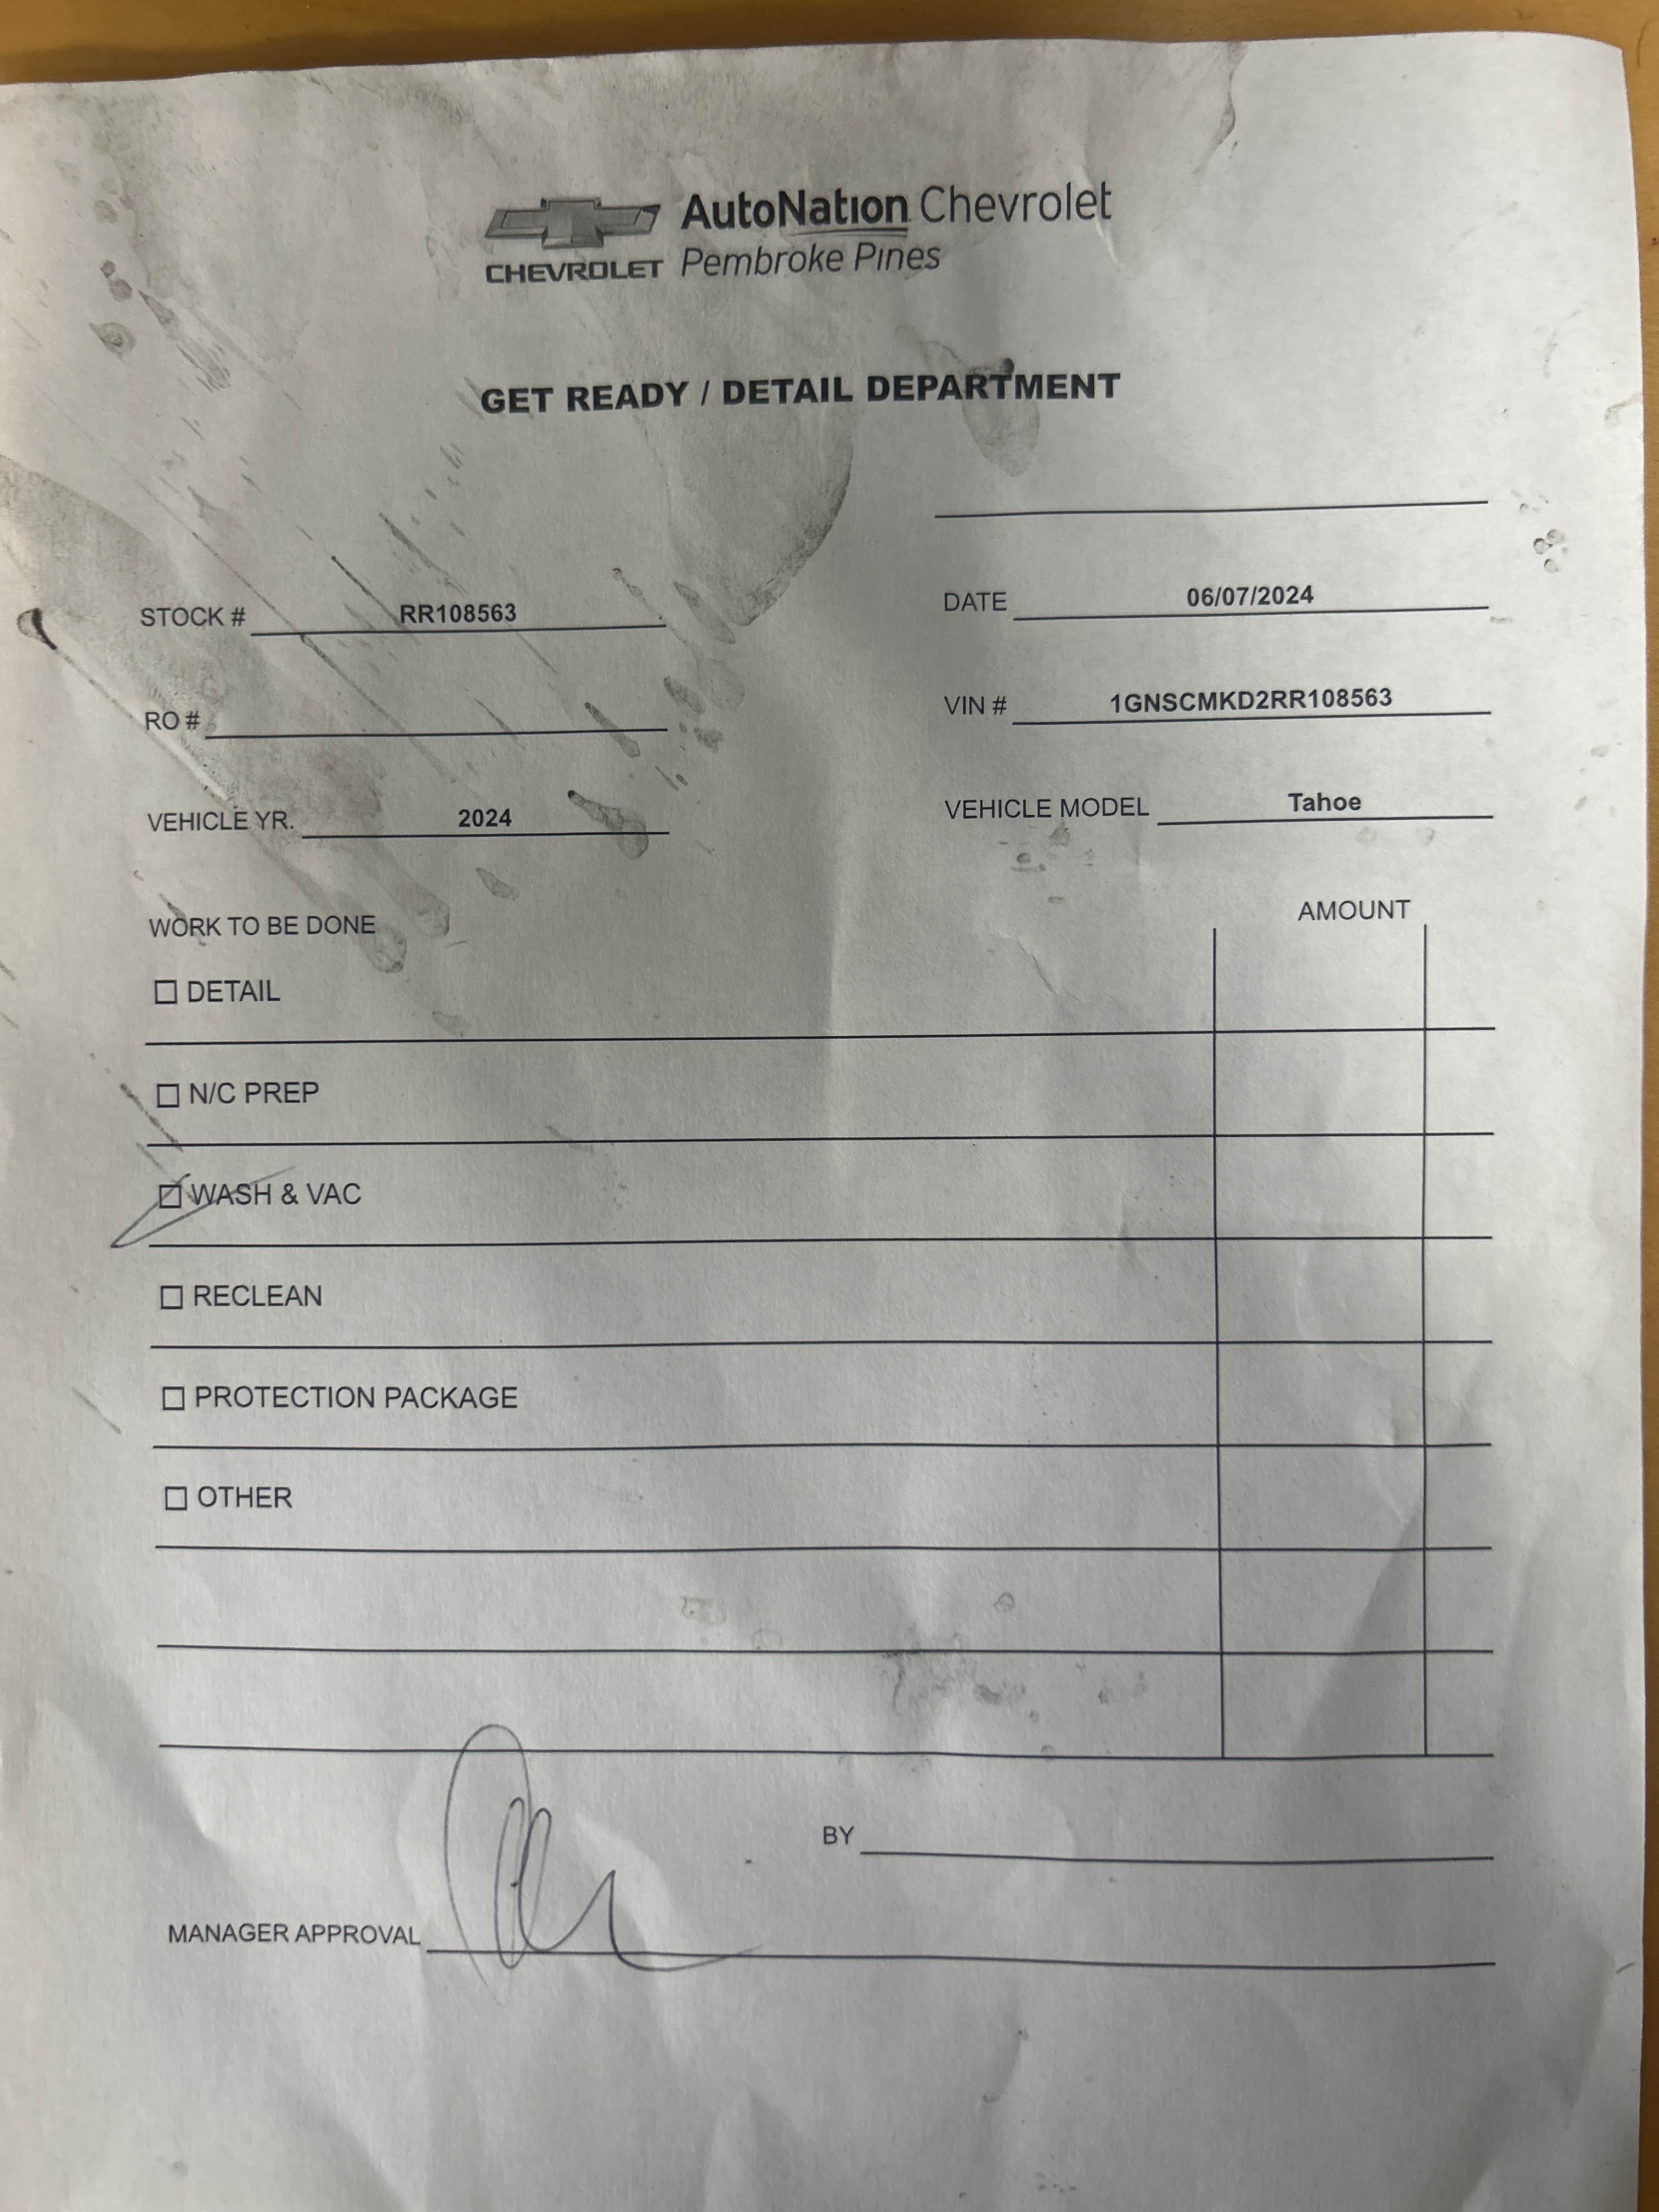 AutoNation Chevrolet
CHEVROLET Pembroke Pines
GET READY / DETAIL DEPARTMENT
STOCK # RR108563 DATE 06/07/2024
RO # VIN # 1GNSCMKD2RR108563
VEHICLE YR. 2024 VEHICLE MODEL Tahoe
WORK TO BE DONE AMOUNT
DETAIL
N/C PREP
WASH & VAC
RECLEAN
PROTECTION PACKAGE
OTHER
BY
MANAGER APPROVAL